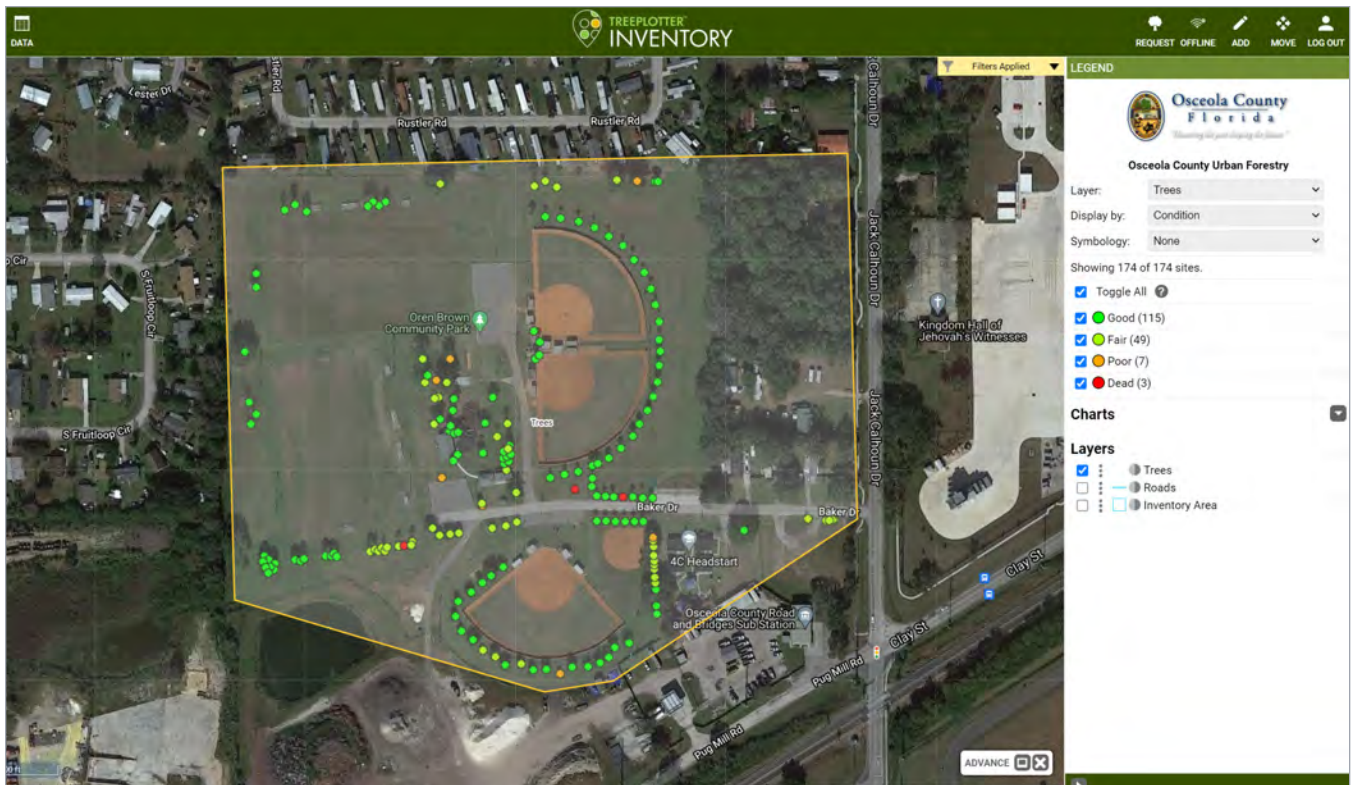 DATA
TREEPLOTTER™
INVENTORY
REQUEST
OFFLINE
ADD
MOVE
LOG OUT
Filters Applied
LEGEND
Osceola County
Florida
Osceola County Urban Forestry
Layer:
Trees
Display by:
Condition
Symbology:
None
Showing 174 of 174 sites.
Toggle All ?
Good (115)
Fair (49)
Poor (7)
Dead (3)
Charts
Layers
Trees
Roads
Inventory Area
Lester Dr
Rustler Rd
Rustler Rd
Jack Calhoun Dr
Jack Calhoun Dr
S Fruitloop Cir
S Fruitloop Cir
Oren Brown
Community Park
Kingdom Hall of
Jehovah's Witnesses
Trees
Baker Dr
Baker Dr
4C Headstart
Osceola County Road
and Bridges Sub Station
Clay St
Clay St
Pug Mill Rd
Pug Mill Rd
ADVANCE